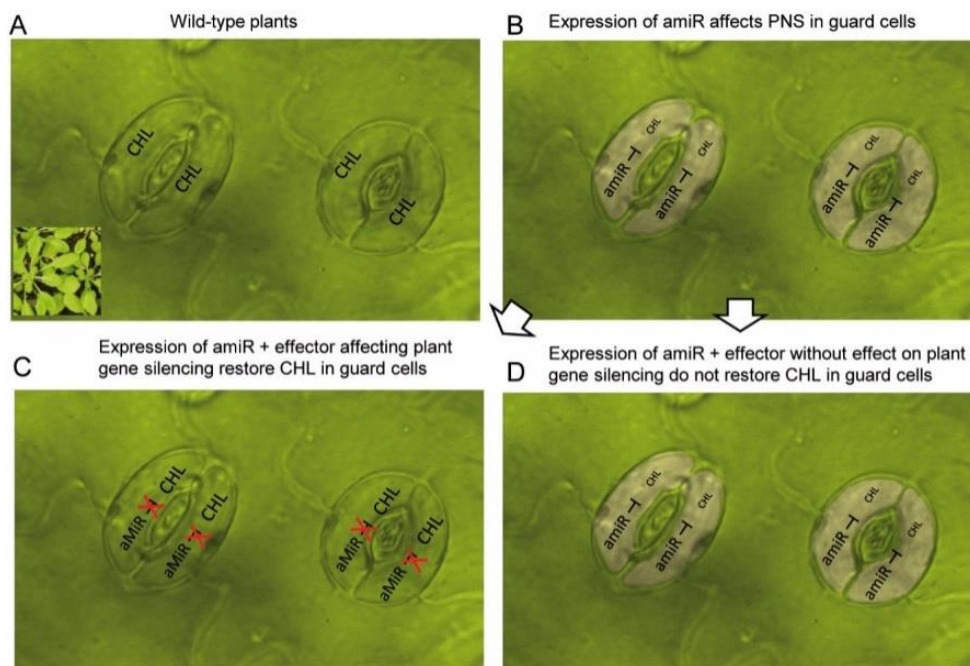 A
Wild-type plants
CHL
CHL
CHL
CHL
B
Expression of amiR affects PNS in guard cells
CHL
CHL
amiR
amiR
CHL
CHL
amiR
amiR
C
Expression of amiR + effector affecting plant
gene silencing restore CHL in guard cells
CHL
CHL
aMiR
aMiR
CHL
CHL
aMiR
aMiR
D
Expression of amiR + effector without effect on plant
gene silencing do not restore CHL in guard cells
CHL
CHL
amiR
amiR
CHL
CHL
amiR
amiR